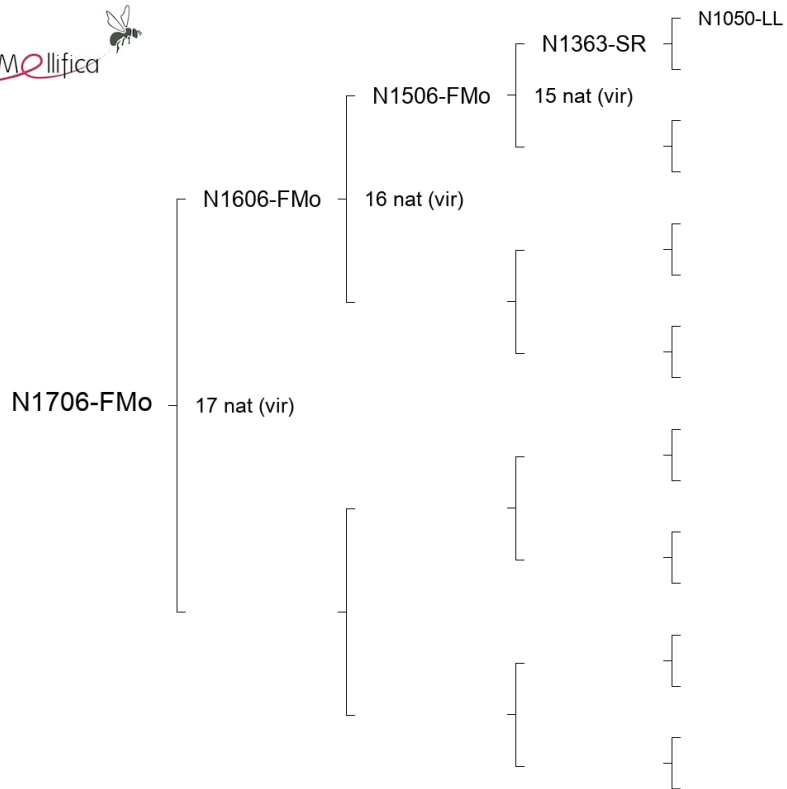 Mellifica
N1050-LL
N1363-SR
N1506-FMo
15 nat (vir)
N1606-FMo
16 nat (vir)
N1706-FMo
17 nat (vir)